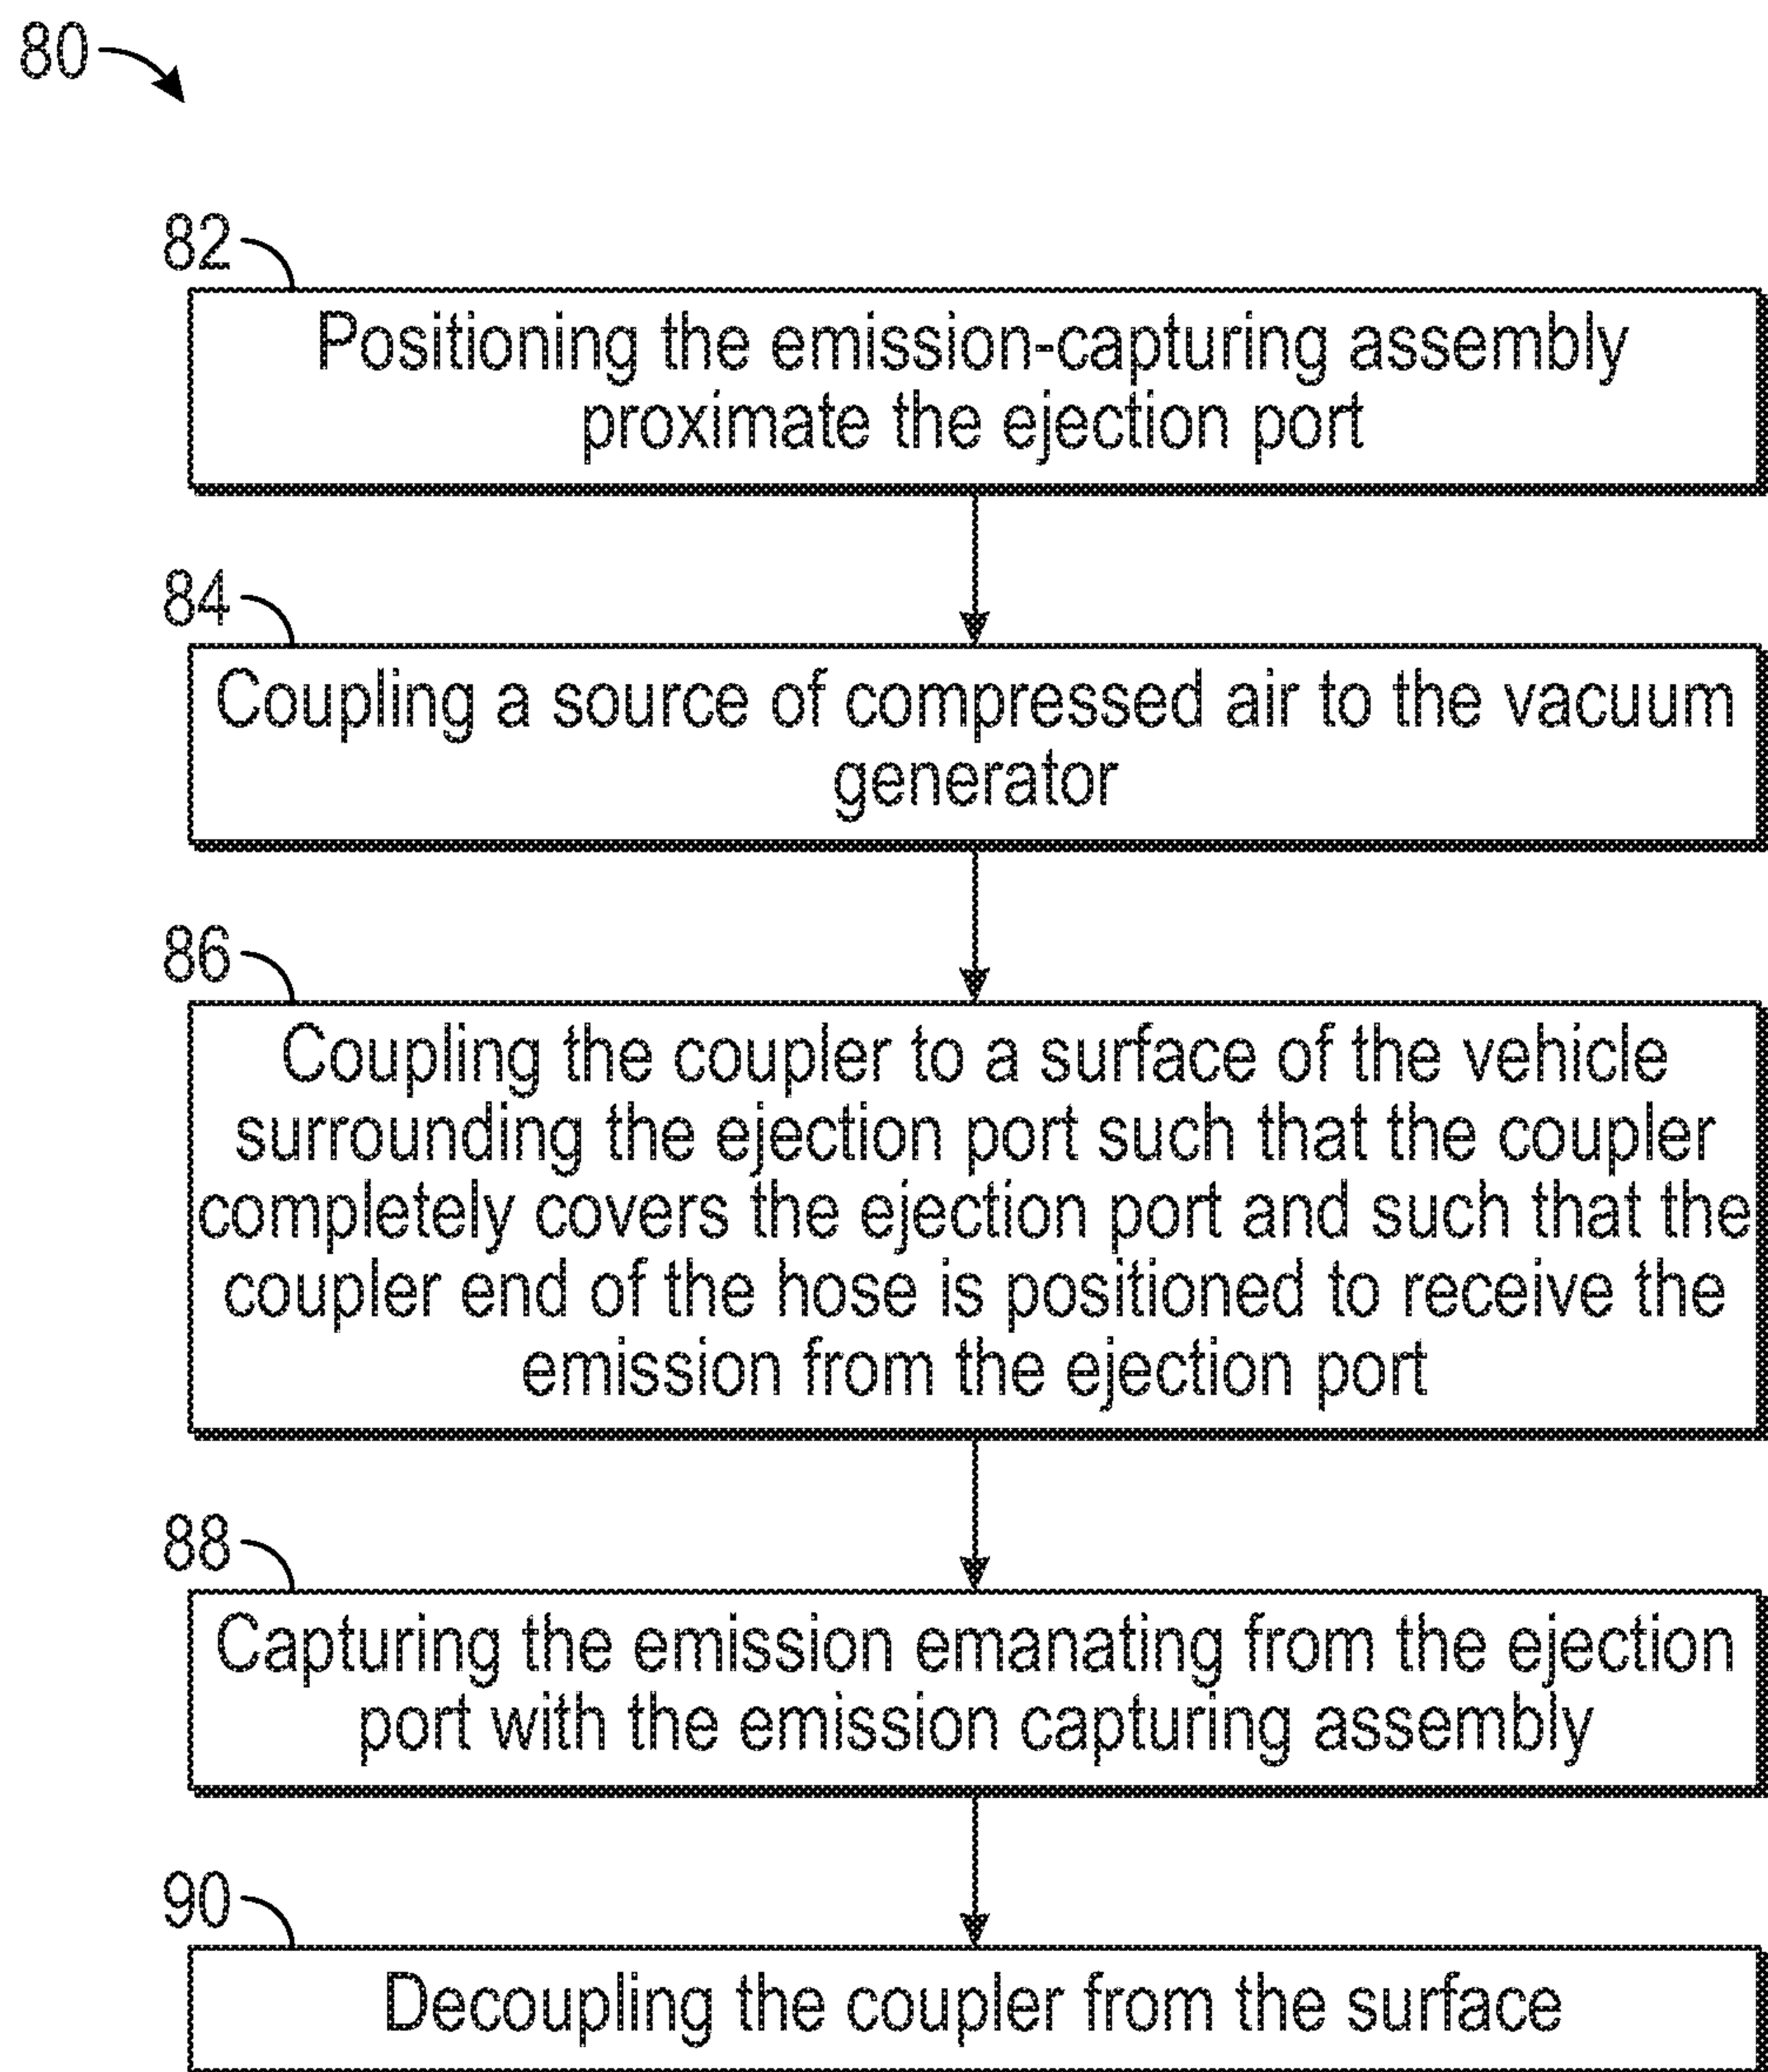 80
82
Positioning the emission-capturing assembly
proximate the ejection port
84
Coupling a source of compressed air to the vacuum
generator
86
Coupling the coupler to a surface of the vehicle
surrounding the ejection port such that the coupler
completely covers the ejection port and such that the
coupler end of the hose is positioned to receive the
emission from the ejection port
88
Capturing the emission emanating from the ejection
port with the emission capturing assembly
90
Decoupling the coupler from the surface